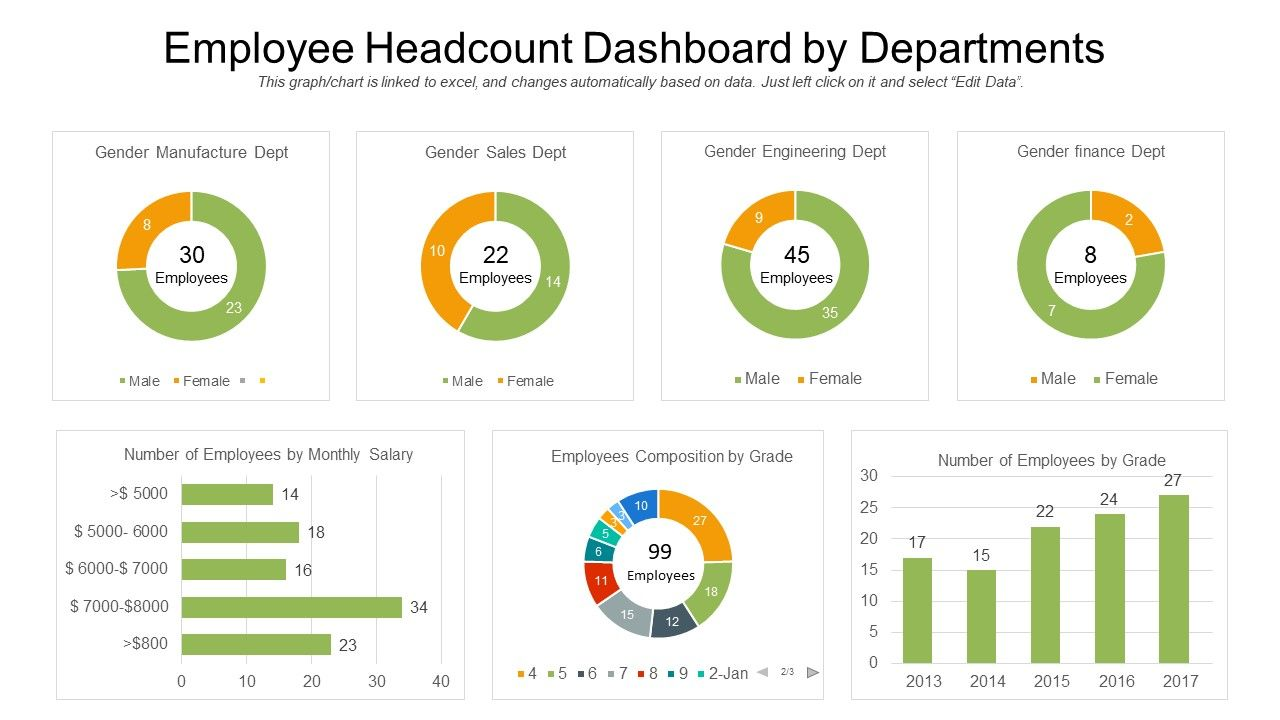 Employee Headcount Dashboard by Departments
This graph/chart is linked to excel, and changes automatically based on data. Just left click on it and select “Edit Data”.
Gender Manufacture Dept
8
30
Employees
23
Male Female
Gender Sales Dept
10
22
Employees
14
Male Female
Gender Engineering Dept
9
45
Employees
35
Male Female
Gender finance Dept
2
8
Employees
7
Male Female
Number of Employees by Monthly Salary
>$ 5000 14
$ 5000- 6000 18
$ 6000-$ 7000 16
$ 7000-$8000 34
>$800 23
0 10 20 30 40
Employees Composition by Grade
10
27
3
3
5
6
99
Employees
11
18
15
12
4 5 6 7 8 9 2-Jan 2/3
Number of Employees by Grade
30
27
25
24
22
20
17
15
15
10
5
0
2013 2014 2015 2016 2017